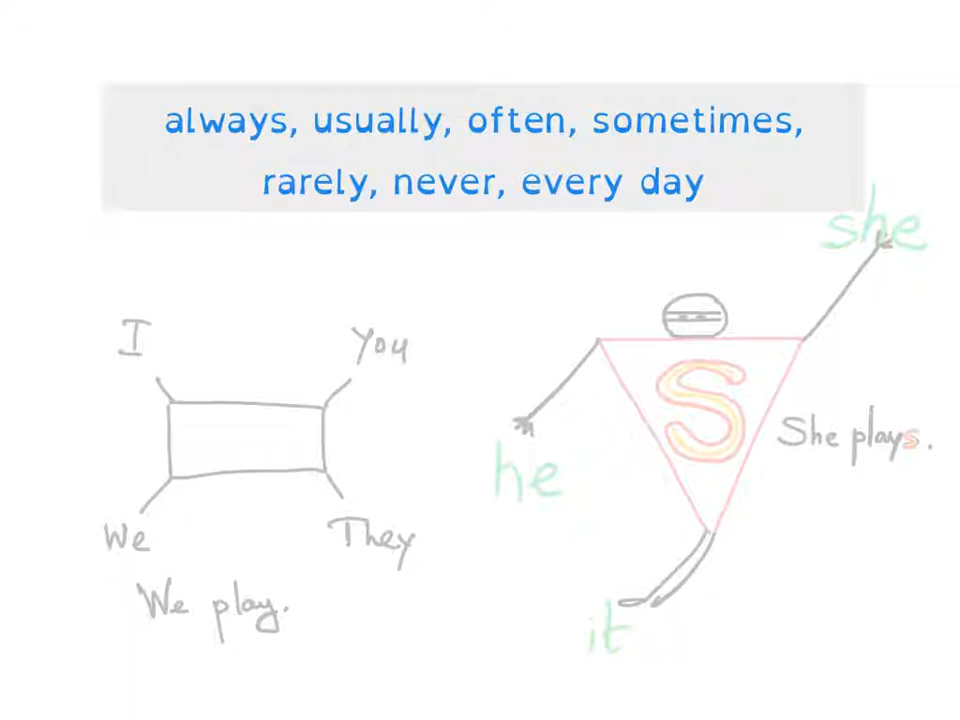 always, usually, often, sometimes,
rarely, never, every day
she
I
You
S
She plays.
he
We
They
We play.
it